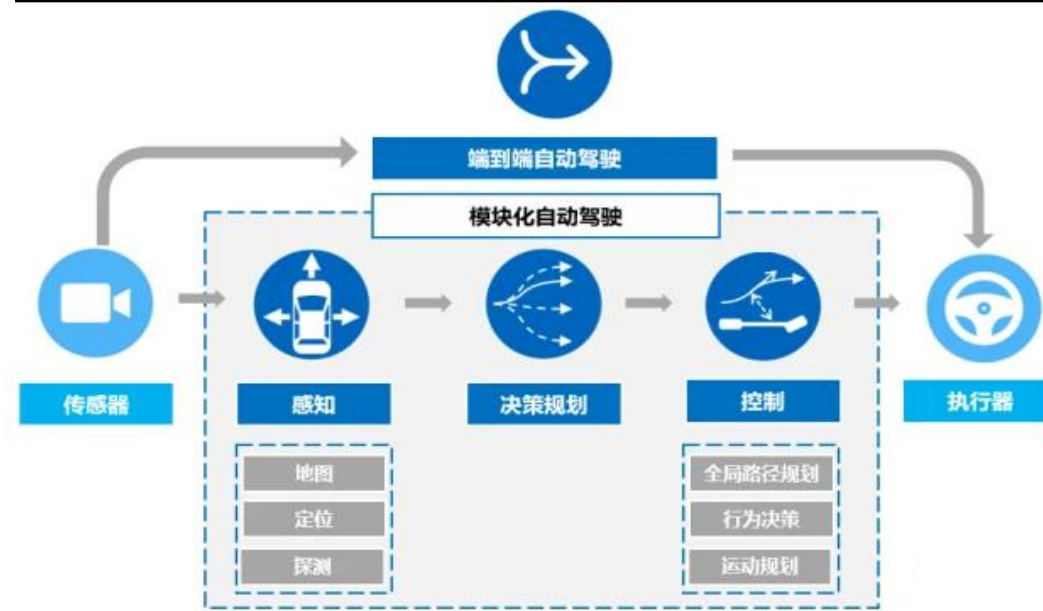 端到端自动驾驶
模块化自动驾驶
传感器
感知
决策规划
控制
执行器
地图
全局路径规划
定位
行为决策
探测
运动规划